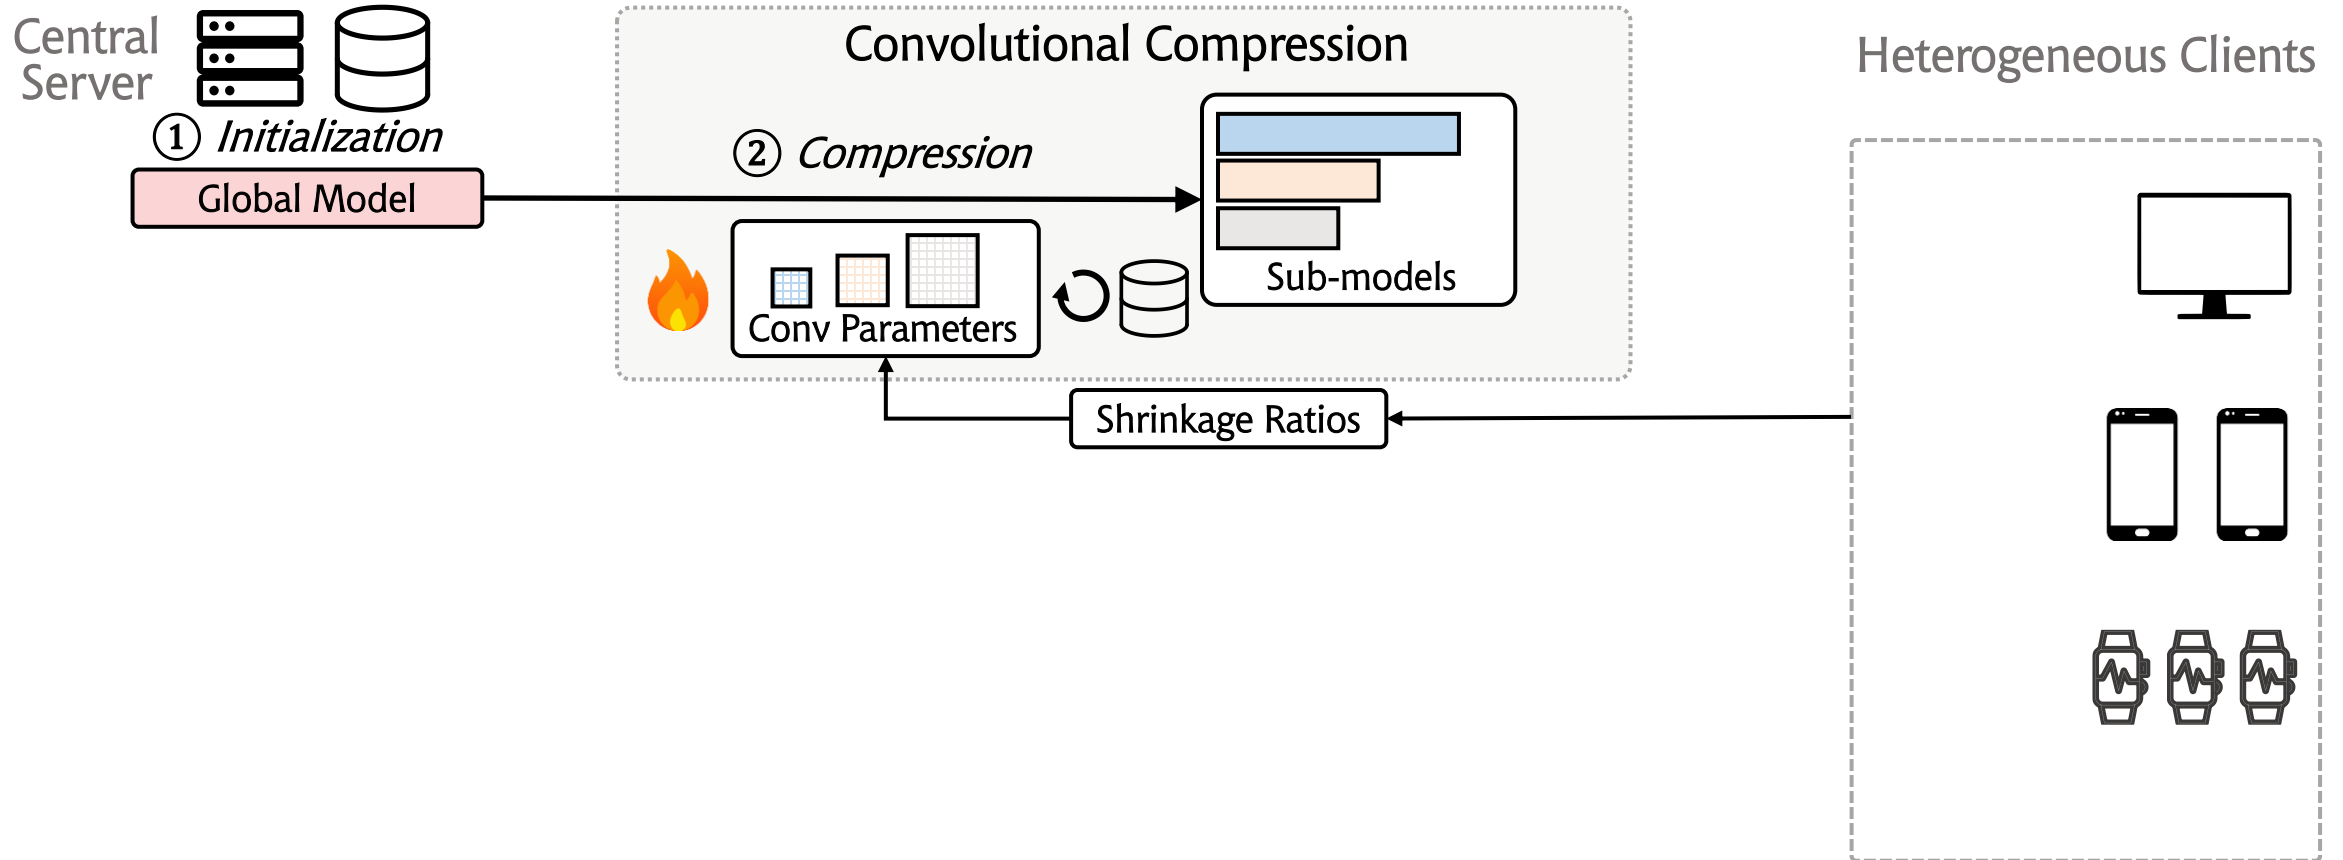 Central
Server
① Initialization
Global Model
Convolutional Compression
② Compression
Conv Parameters
Sub-models
Shrinkage Ratios
Heterogeneous Clients